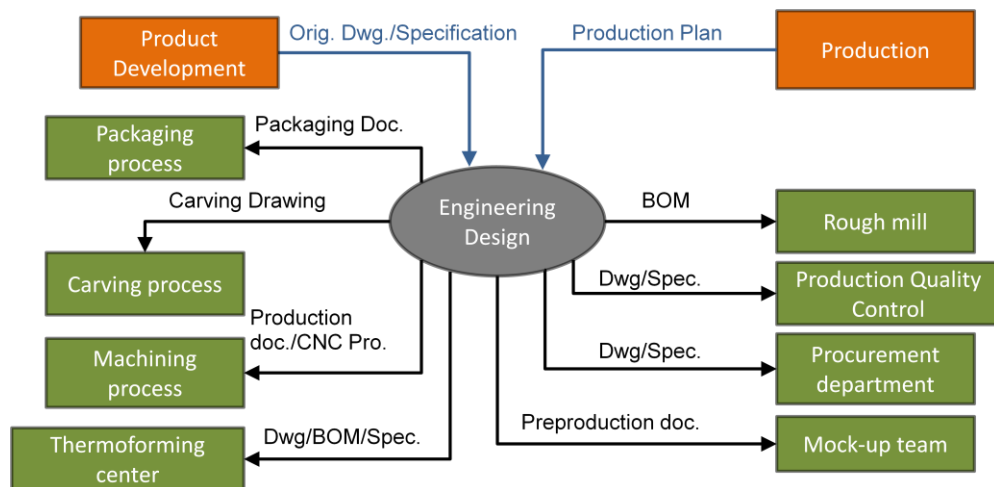 Product
Development
Orig. Dwg./Specification
Production Plan
Production
Packaging
process
Packaging Doc.
Carving Drawing
Engineering
Design
BOM
Rough mill
Carving process
Dwg/Spec.
Production Quality
Control
Production
doc./CNC Pro.
Machining
process
Dwg/Spec.
Procurement
department
Preproduction doc.
Thermoforming
center
Dwg/BOM/Spec.
Mock-up team